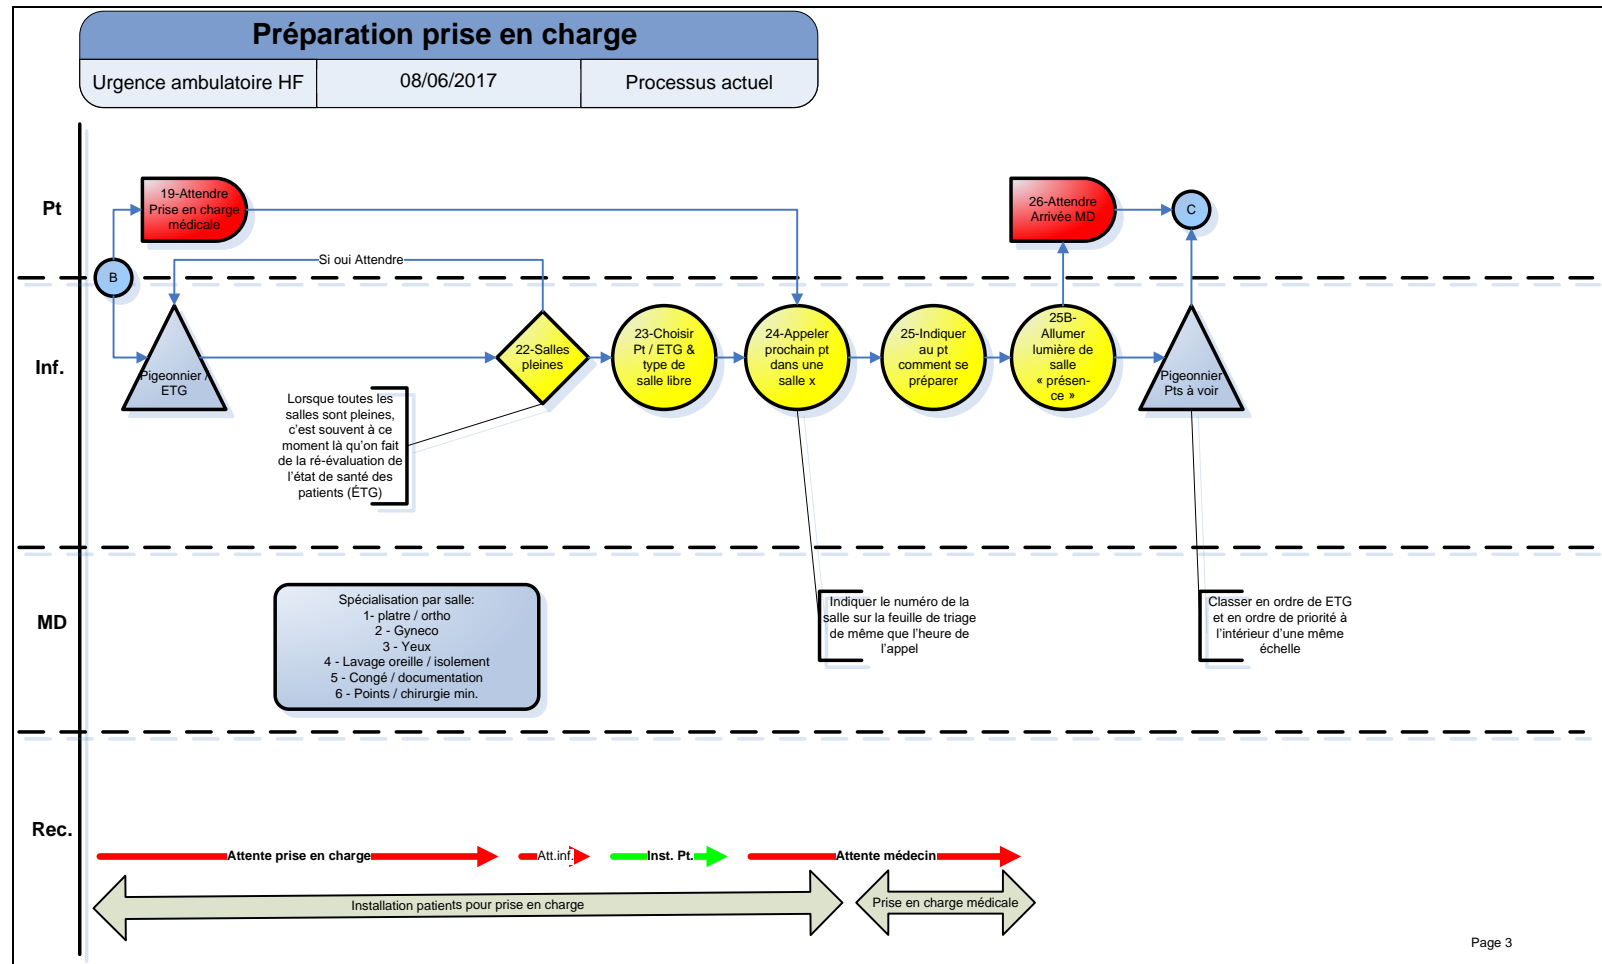 Préparation prise en charge
Urgence ambulatoire HF
08/06/2017
Processus actuel
Pt
19-Attendre
Prise en charge
médicale
26-Attendre
Arrivée MD
C
B
Si oui Attendre
Inf.
Pigeonnier /
ETG
22-Salles
pleines
23-Choisir
Pt / ETG &
type de
salle libre
24-Appeler
prochain pt
dans une
salle x
25-Indiquer
au pt
comment se
préparer
25B-
Allumer
lumière de
salle
« présen-
ce »
Pigeonnier
Pts à voir
Lorsque toutes les
salles sont pleines,
c'est souvent à ce
moment là qu'on fait
de la ré-évaluation de
l'état de santé des
patients (ÉTG)
MD
Spécialisation par salle:
1- platre / ortho
2 - Gyneco
3 - Yeux
4 - Lavage oreille / isolement
5 - Congé / documentation
6 - Points / chirurgie min.
Indiquer le numéro de la
salle sur la feuille de triage
de même que l'heure de
l'appel
Classer en ordre de ETG
et en ordre de priorité à
l'intérieur d'une même
échelle
Rec.
Attente prise en charge
Att.inf.
Inst. Pt.
Attente médecin
Installation patients pour prise en charge
Prise en charge médicale
Page 3